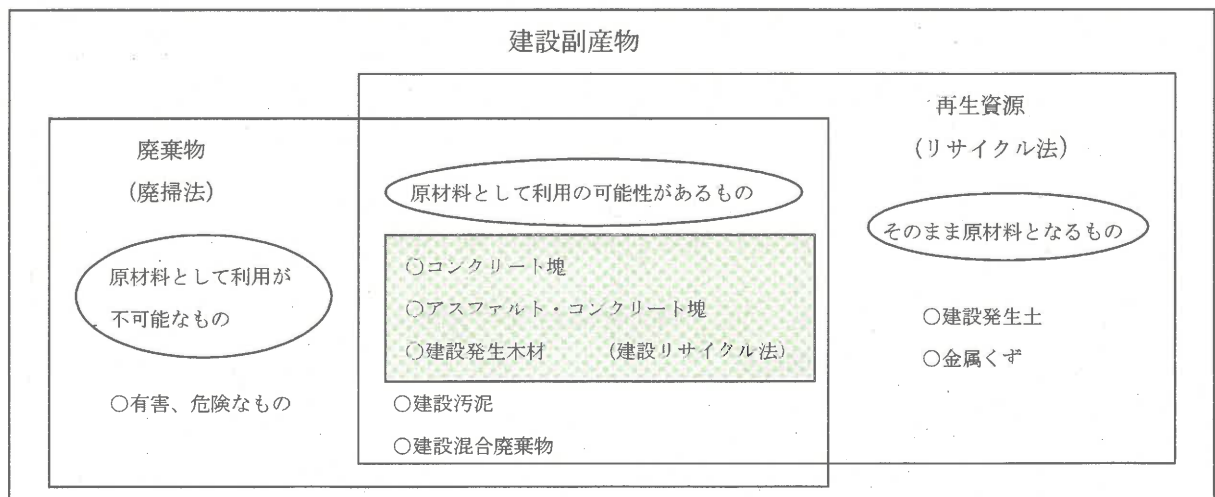 建設副産物
廃棄物
(廃掃法)
原材料として利用が
不可能なもの
○有害、危険なもの
原材料として利用の可能性があるもの
○コンクリート塊
○アスファルト・コンクリート塊
○建設発生木材 (建設リサイクル法)
○建設汚泥
○建設混合廃棄物
再生資源
(リサイクル法)
そのまま原材料となるもの
○建設発生土
○金属くず